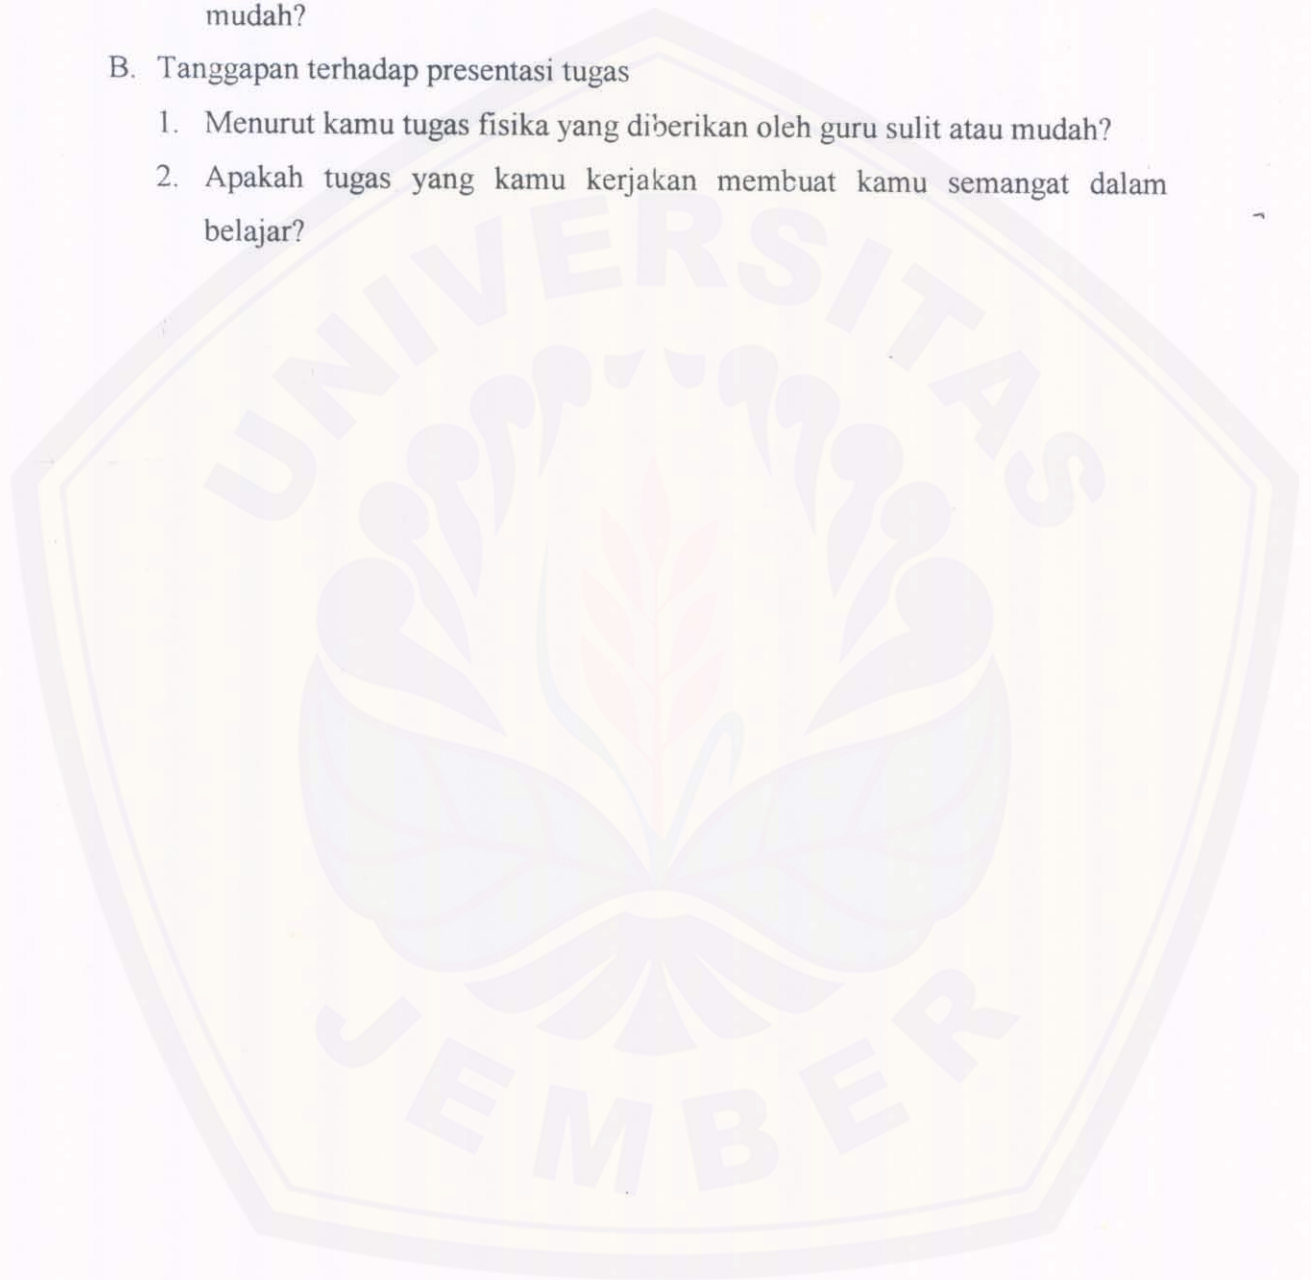 mudah?
B. Tanggapan terhadap presentasi tugas
1. Menurut kamu tugas fisika yang diberikan oleh guru sulit atau mudah?
2. Apakah tugas yang kamu kerjakan membuat kamu semangat dalam
belajar?
UNIVERSITAS
JEMBER